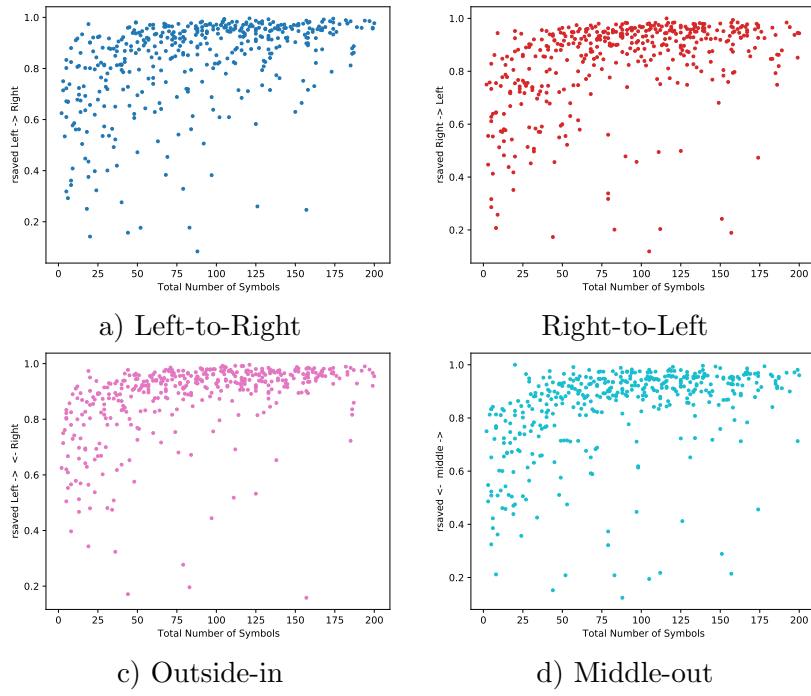 1.0
0.8
0.6
0.4
0.2
rsaved Left -> Right
0 25 50 75 100 125 150 175 200
Total Number of Symbols
a) Left-to-Right
1.0
0.8
0.6
0.4
0.2
rsaved Right -> Left
0 25 50 75 100 125 150 175 200
Total Number of Symbols
Right-to-Left
1.0
0.8
0.6
0.4
0.2
rsaved Left -> <- Right
0 25 50 75 100 125 150 175 200
Total Number of Symbols
c) Outside-in
1.0
0.8
0.6
0.4
0.2
rsaved <- middle ->
0 25 50 75 100 125 150 175 200
Total Number of Symbols
d) Middle-out